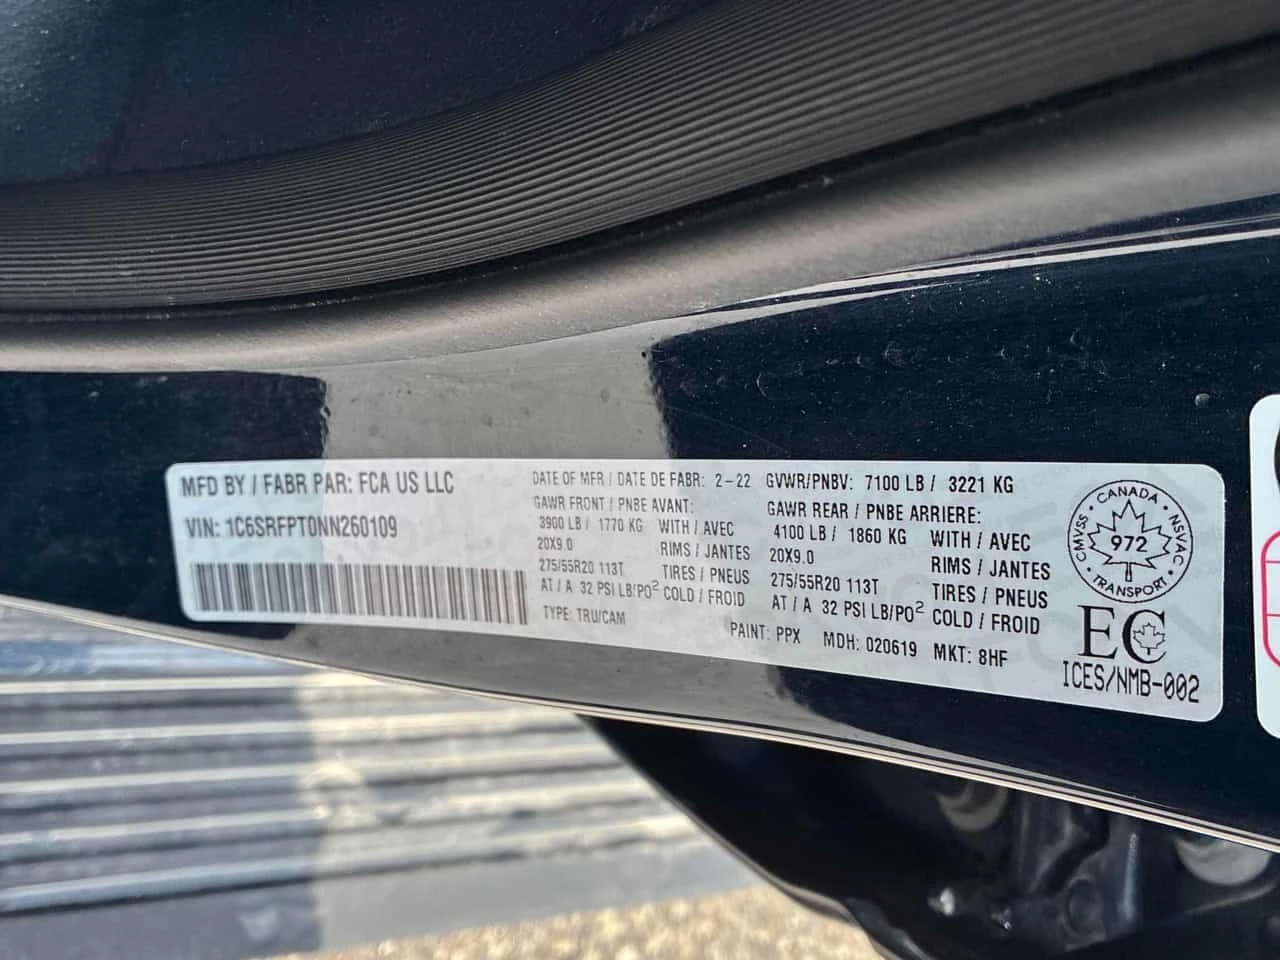 MFD BY / FABR PAR: FCA US LLC
VIN: 1C6SRFPT0NN260109
DATE OF MFR / DATE DE FABR: 2-22 GVWR/PNBV: 7100 LB / 3221 KG
GAWR FRONT / PNBE AVANT:
3900 LB / 1770 KG WITH / AVEC
20X9.0 RIMS / JANTES
275/55R20 113T TIRES / PNEUS
AT / A 32 PSI LB/PO² COLD / FROID
TYPE: TRU/CAM
GAWR REAR / PNBE ARRIERE:
4100 LB / 1860 KG WITH / AVEC
20X9.0 RIMS / JANTES
275/55R20 113T TIRES / PNEUS
AT / A 32 PSI LB/PO² COLD / FROID
PAINT: PPX MDH: 020619 MKT: 8HF
CANADA
CMVSS · NSVAC
972
TRANSPORT
EC
ICES/NMB-002